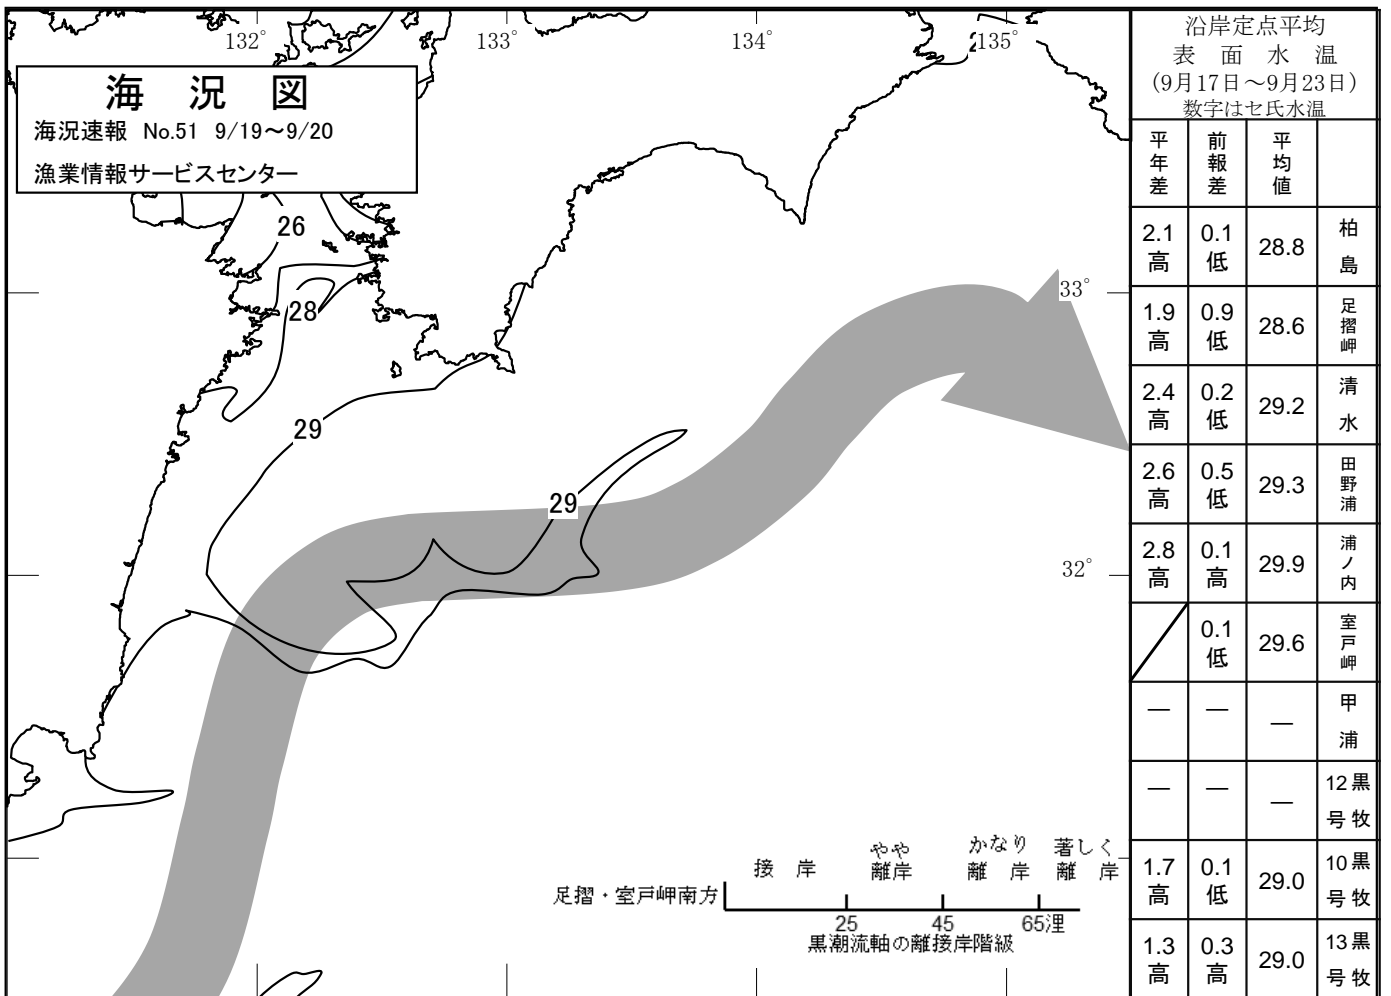 132°
133°
134°
2
135°
海 況 図
海況速報 No.51 9/19～9/20
漁業情報サービスセンター
26
28
33°
29
29
32°
接 岸
やや
離岸
かなり
離 岸
著しく
離 岸
足摺・室戸岬南方
25 45 65浬
黒潮流軸の離接岸階級
沿岸定点平均
表 面 水 温
(9月17日～9月23日)
数字はセ氏水温
平年差 前報差 平均値
2.1高 0.1低 28.8 柏島
1.9高 0.9低 28.6 足摺岬
2.4高 0.2低 29.2 清水
2.6高 0.5低 29.3 田野浦
2.8高 0.1高 29.9 浦ノ内
0.1低 29.6 室戸岬
— — — 甲浦
— — — 黒牧12号
1.7高 0.1低 29.0 黒牧10号
1.3高 0.3高 29.0 黒牧13号